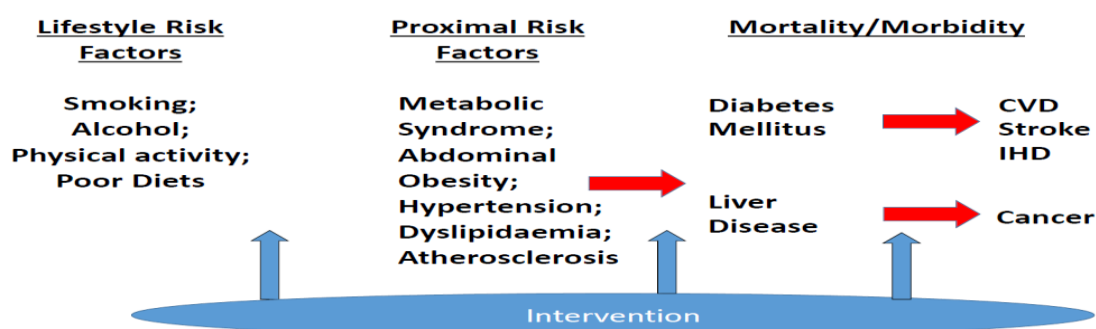 Lifestyle Risk
Factors
Smoking;
Alcohol;
Physical activity;
Poor Diets
Proximal Risk
Factors
Metabolic
Syndrome;
Abdominal
Obesity;
Hypertension;
Dyslipidaemia;
Atherosclerosis
Mortality/Morbidity
Diabetes
Mellitus
CVD
Stroke
IHD
Liver
Disease
Cancer
Intervention